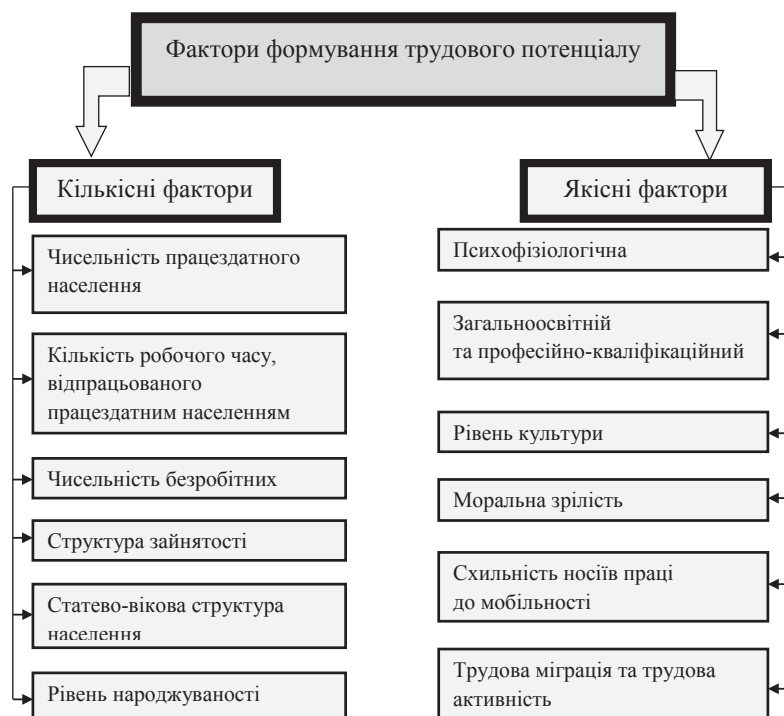 Фактори формування трудового потенціалу
Кількісні фактори
Чисельність працездатного
населення
Кількість робочого часу,
відпрацьованого
працездатним населенням
Чисельність безробітних
Структура зайнятості
Статево-вікова структура
населення
Рівень народжуваності
Якісні фактори
Психофізіологічна
Загальноосвітній
та професійно-кваліфікаційний
Рівень культури
Моральна зрілість
Схильність носіїв праці
до мобільності
Трудова міграція та трудова
активність